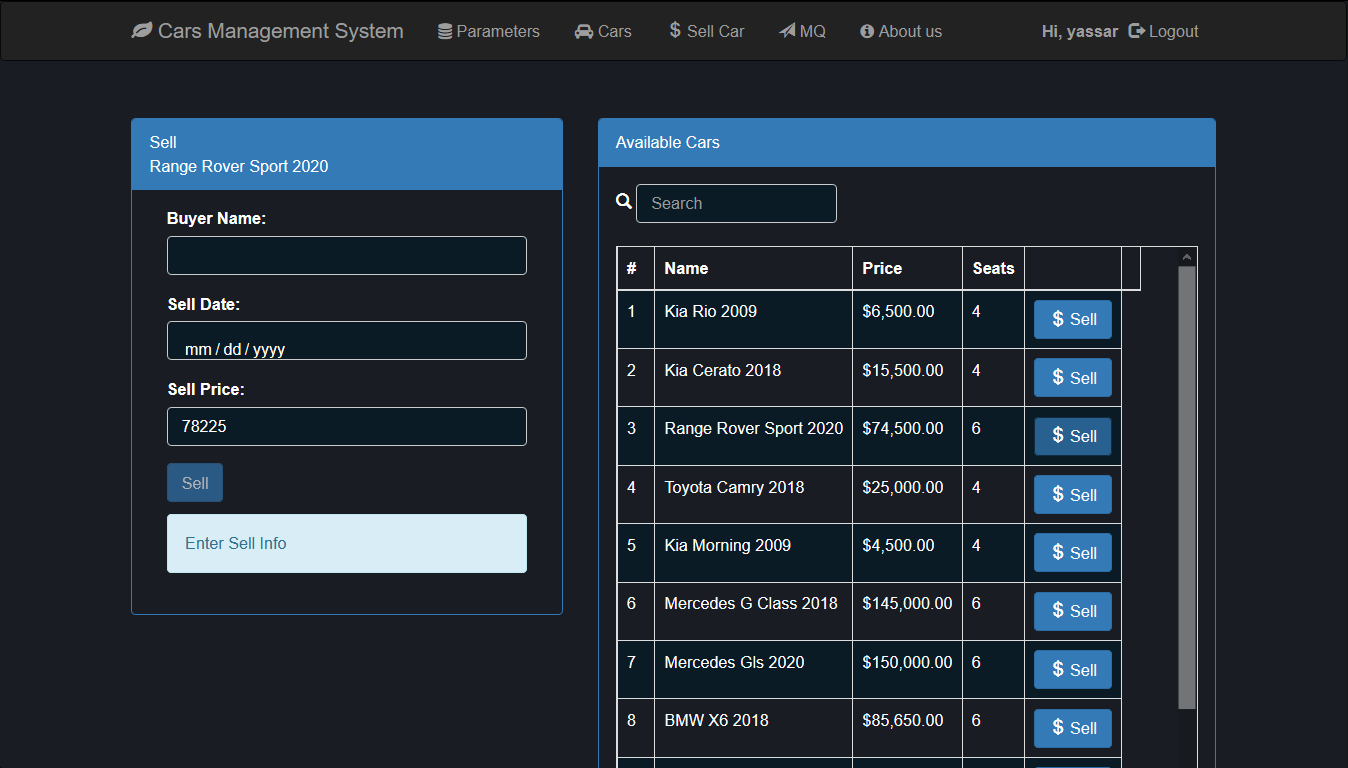 Cars Management System Parameters Cars $ Sell Car MQ About us Hi, yassar Logout
Sell
Range Rover Sport 2020
Buyer Name:
Sell Date:
mm / dd / yyyy
Sell Price:
78225
Sell
Enter Sell Info
Available Cars
Search
# Name Price Seats
1 Kia Rio 2009 $6,500.00 4 $ Sell
2 Kia Cerato 2018 $15,500.00 4 $ Sell
3 Range Rover Sport 2020 $74,500.00 6 $ Sell
4 Toyota Camry 2018 $25,000.00 4 $ Sell
5 Kia Morning 2009 $4,500.00 4 $ Sell
6 Mercedes G Class 2018 $145,000.00 6 $ Sell
7 Mercedes Gls 2020 $150,000.00 6 $ Sell
8 BMW X6 2018 $85,650.00 6 $ Sell